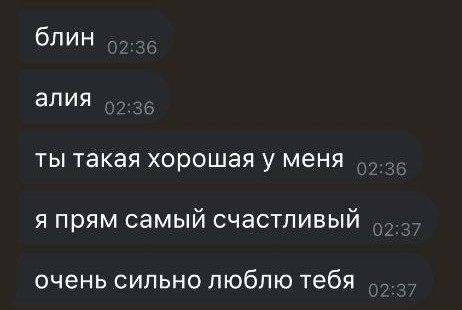 блин 02:36
алия 02:36
ты такая хорошая у меня 02:36
я прям самый счастливый 02:37
очень сильно люблю тебя 02:37